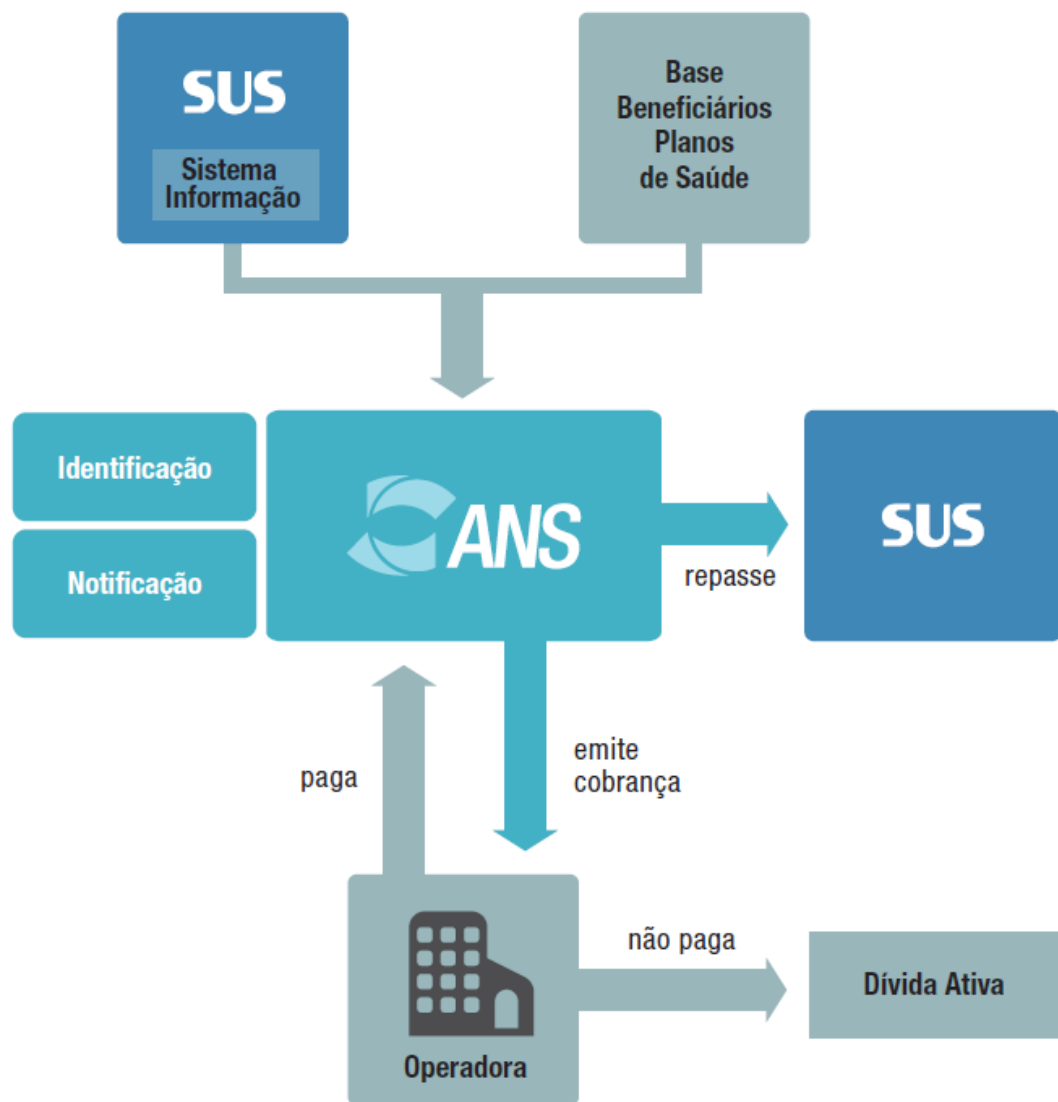 SUS
Sistema
Informação
Base
Beneficiários
Planos
de Saúde
Identificação
Notificação
ANS
repasse
SUS
paga
emite
cobrança
Operadora
não paga
Dívida Ativa